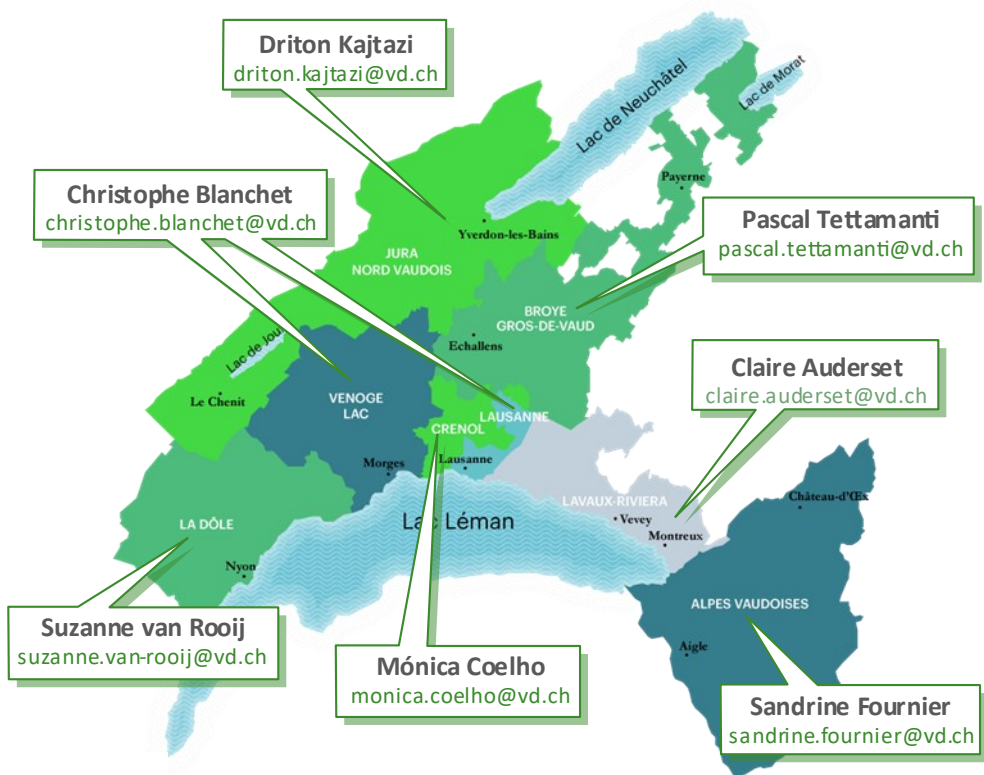 Driton Kajtazi
driton.kajtazi@vd.ch
Lac de Neuchâtel
Lac de Morat
Payerne
Christophe Blanchet
christophe.blanchet@vd.ch
Yverdon-les-Bains
Pascal Tettamanti
pascal.tettamanti@vd.ch
JURA
NORD VAUDOIS
BROYE
GROS-DE-VAUD
Echallens
Lac de Jou
Le Chenit
VENOGE
LAC
Claire Auderset
claire.auderset@vd.ch
LAUSANNE
CRENOL
Lausanne
Morges
LAVAUX-RIVIERA
Vevey
Montreux
Château-d'Œx
Lac Léman
LA DÔLE
Nyon
ALPES VAUDOISES
Aigle
Suzanne van Rooij
suzanne.van-rooij@vd.ch
Mónica Coelho
monica.coelho@vd.ch
Sandrine Fournier
sandrine.fournier@vd.ch